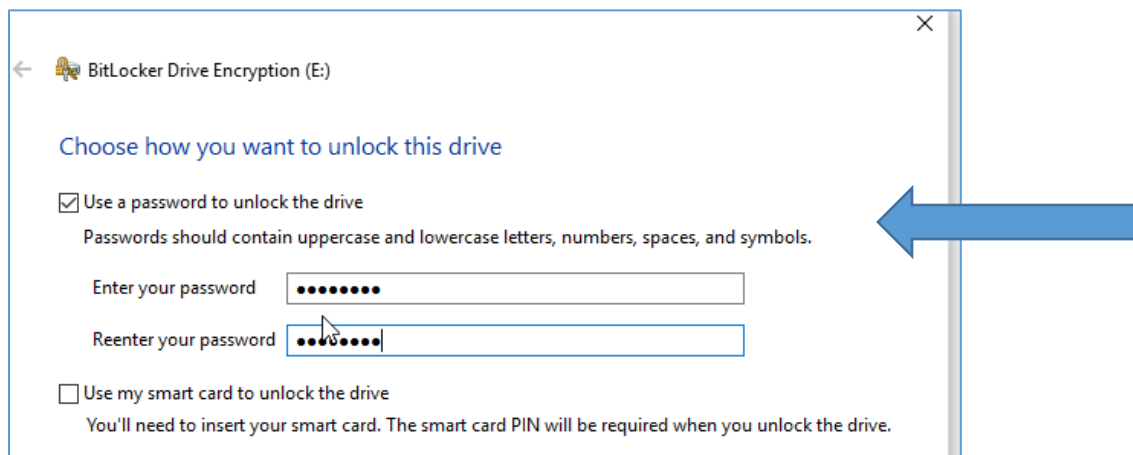 BitLocker Drive Encryption (E:)
Choose how you want to unlock this drive
Use a password to unlock the drive
Passwords should contain uppercase and lowercase letters, numbers, spaces, and symbols.
Enter your password ••••••••
Reenter your password ••••••••
Use my smart card to unlock the drive
You'll need to insert your smart card. The smart card PIN will be required when you unlock the drive.